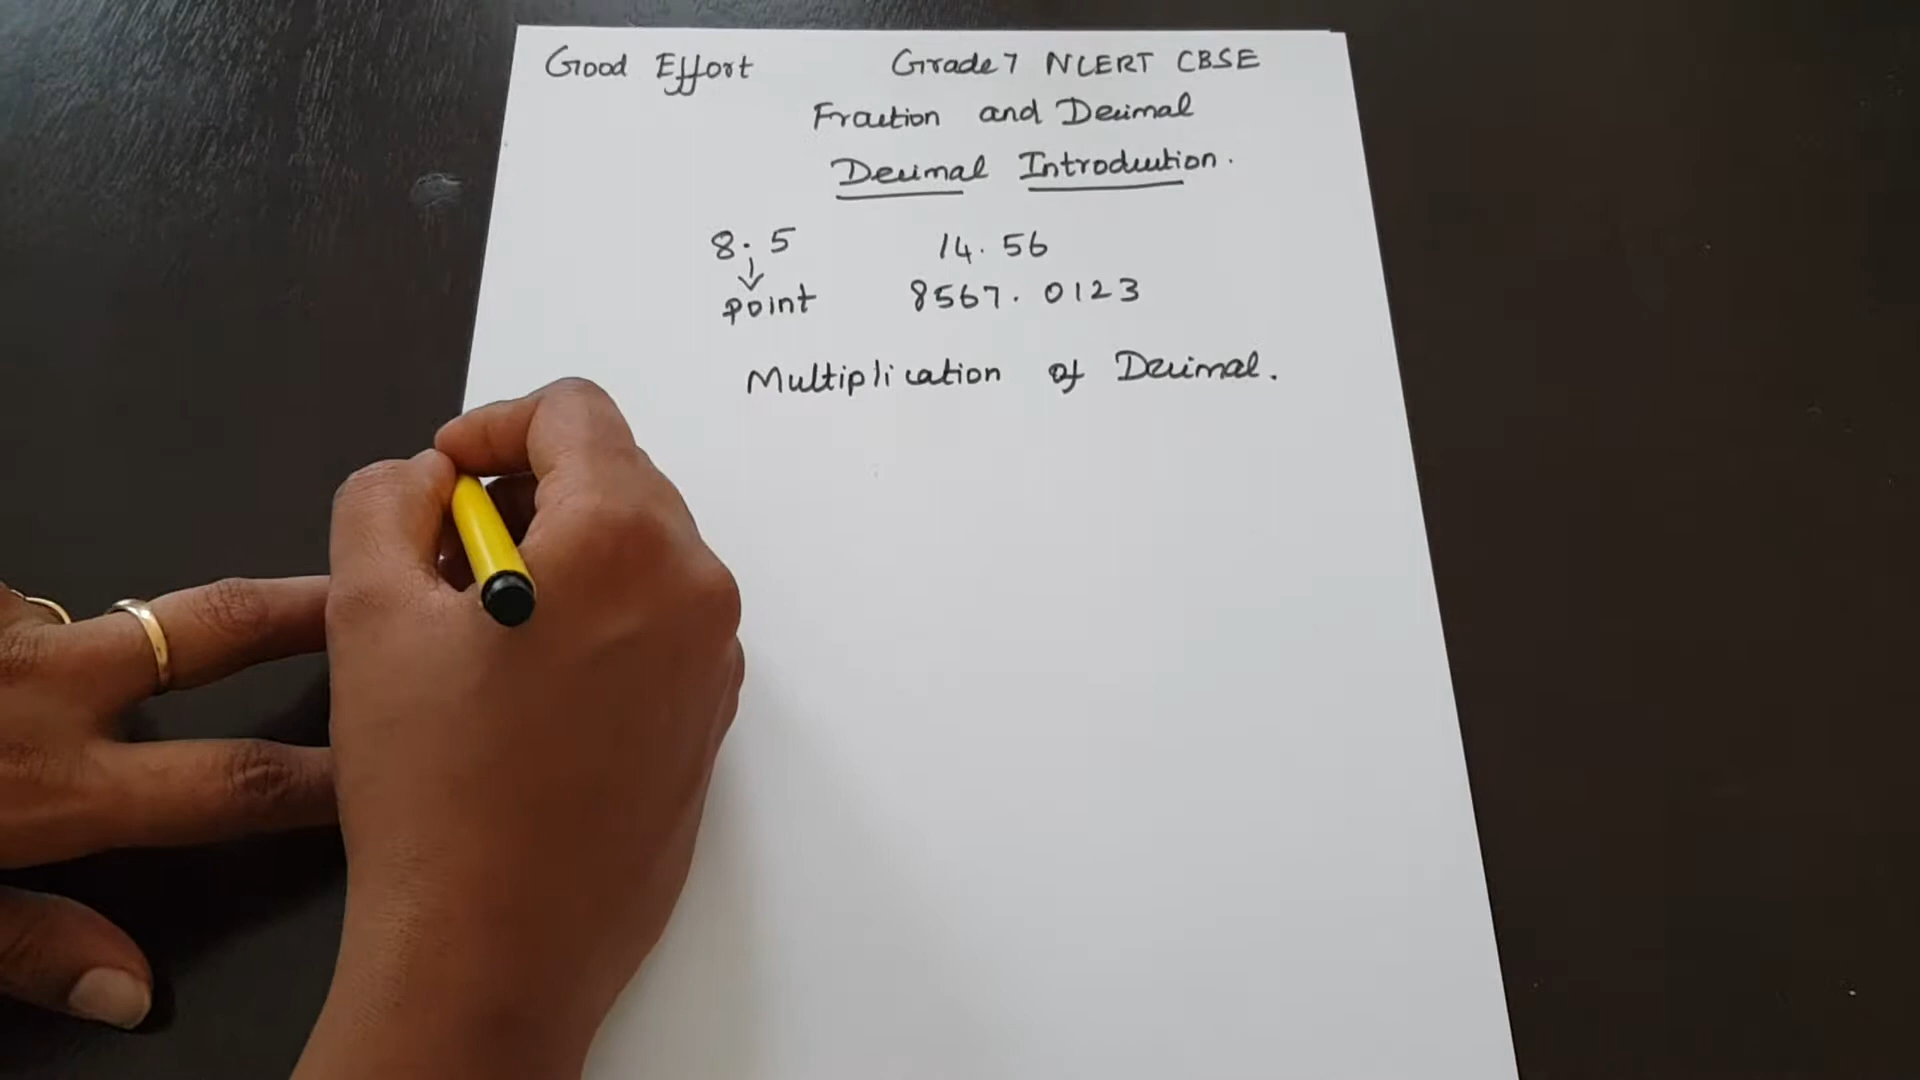 Good Effort Grade 7 NCERT CBSE
Fraction and Decimal
Decimal Introduction.
8.5 14.56
point 8567.0123
Multiplication of Decimal.